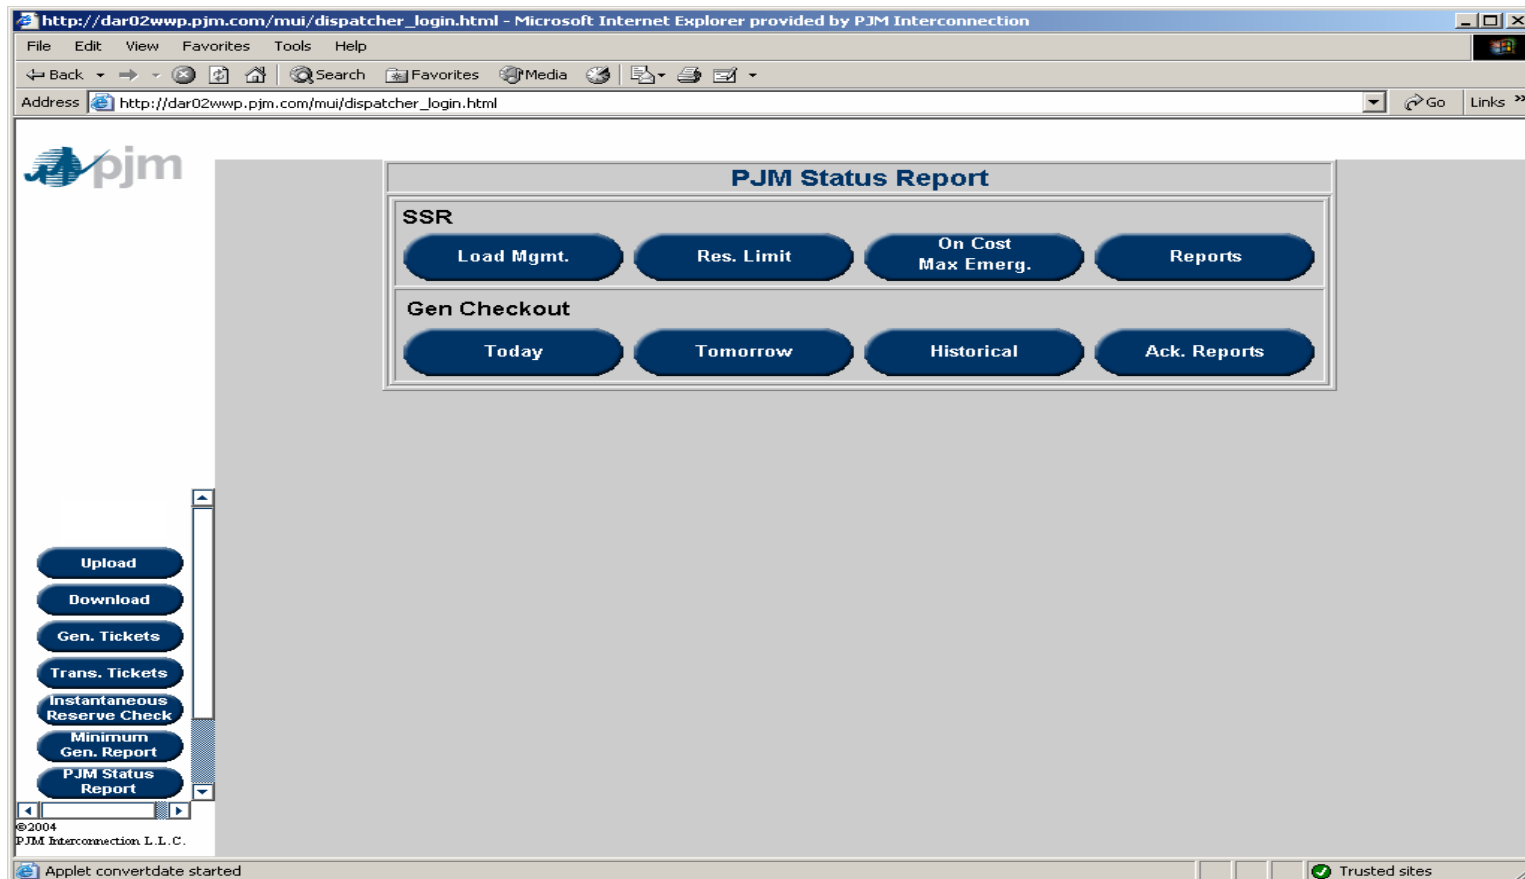 http://dar02wwp.pjm.com/mui/dispatcher_login.html - Microsoft Internet Explorer provided by PJM Interconnection
File Edit View Favorites Tools Help
Back Search Favorites Media
Address http://dar02wwp.pjm.com/mui/dispatcher_login.html Go Links »
pjm
PJM Status Report
SSR
Load Mgmt.
Res. Limit
On Cost
Max Emerg.
Reports
Gen Checkout
Today
Tomorrow
Historical
Ack. Reports
Upload
Download
Gen. Tickets
Trans. Tickets
Instantaneous
Reserve Check
Minimum
Gen. Report
PJM Status
Report
©2004
PJM Interconnection L.L.C.
Applet convertdate started
Trusted sites